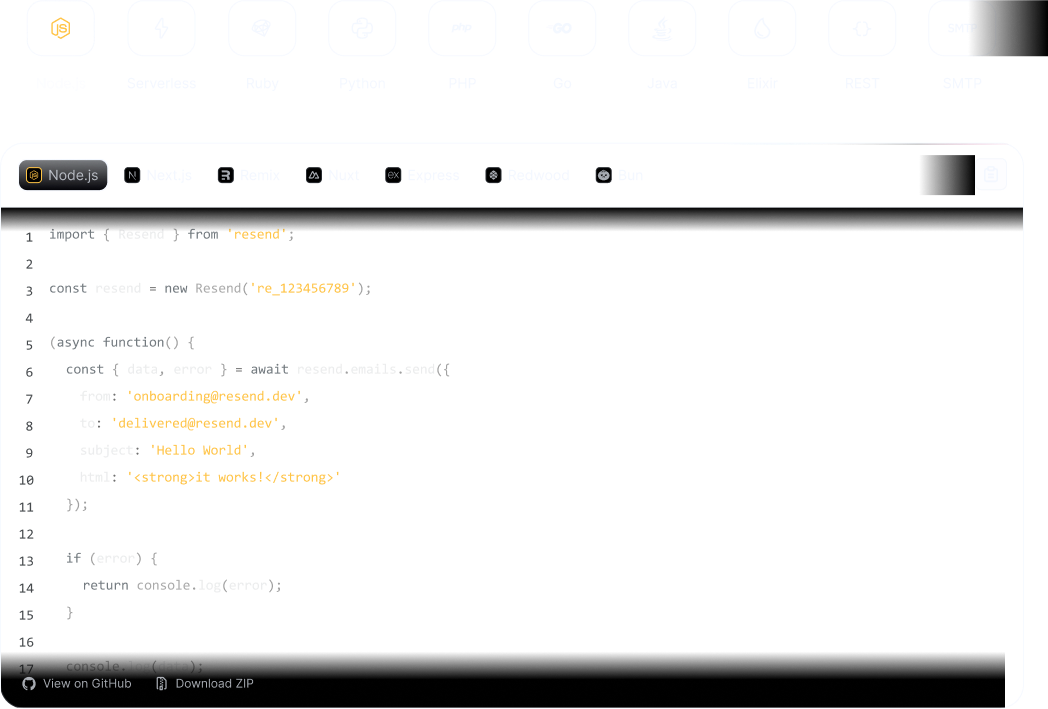 JS php GO SMTP
Node.js Serverless Ruby Python PHP Go Java Elixir REST SMTP
Node.js Next.js Remix Nuxt Express Redwood Bun
1 import { Resend } from 'resend';
2
3 const resend = new Resend('re_123456789');
4
5 (async function() {
6 const { data, error } = await resend.emails.send({
7 from: 'onboarding@resend.dev',
8 to: 'delivered@resend.dev',
9 subject: 'Hello World',
10 html: '<strong>it works!</strong>'
11 });
12
13 if (error) {
14 return console.log(error);
15 }
16
17 console.log(data);
View on GitHub Download ZIP